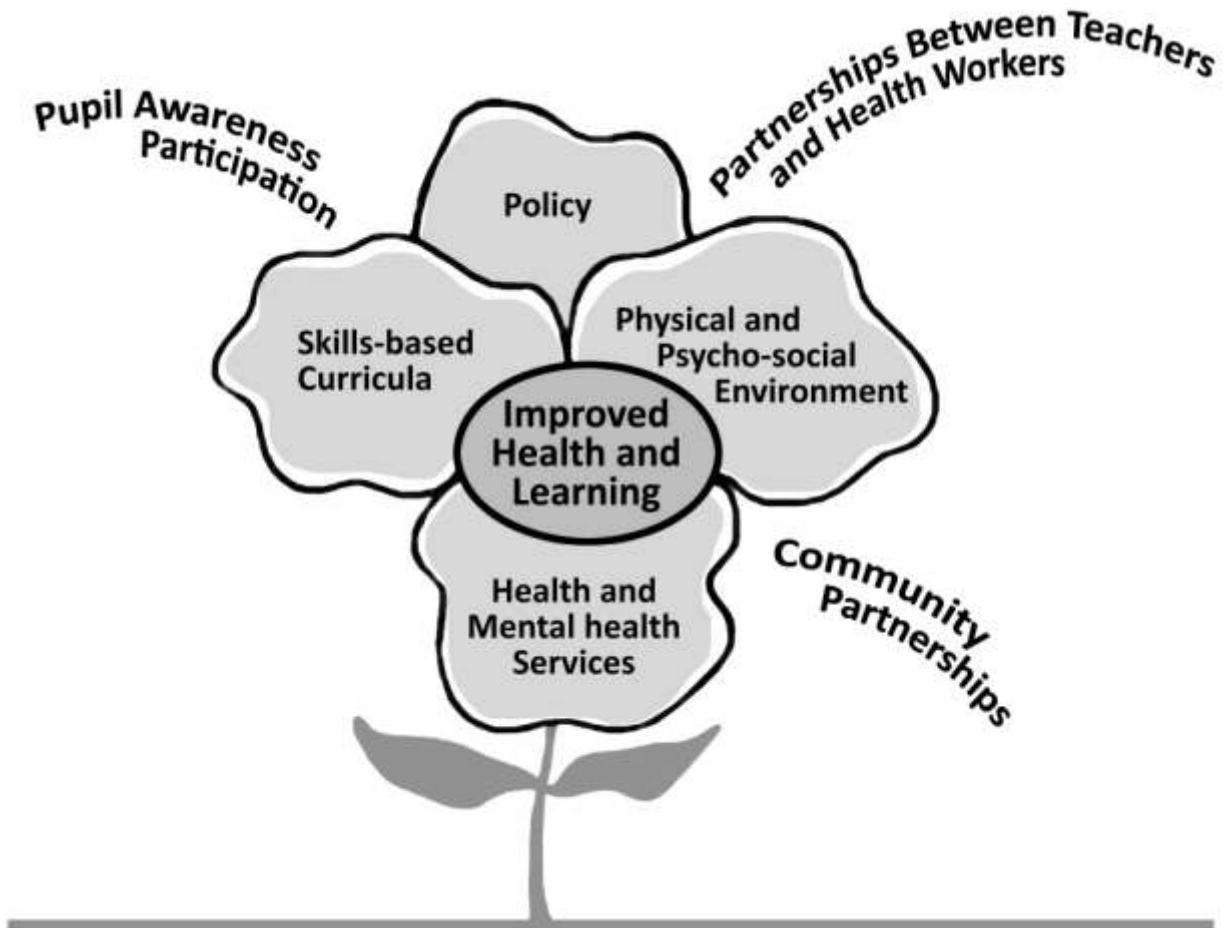 Pupil Awareness
Participation
Partnerships Between Teachers
and Health Workers
Policy
Skills-based
Curricula
Physical and
Psycho-social
Environment
Improved
Health and
Learning
Health and
Mental health
Services
Community
Partnerships